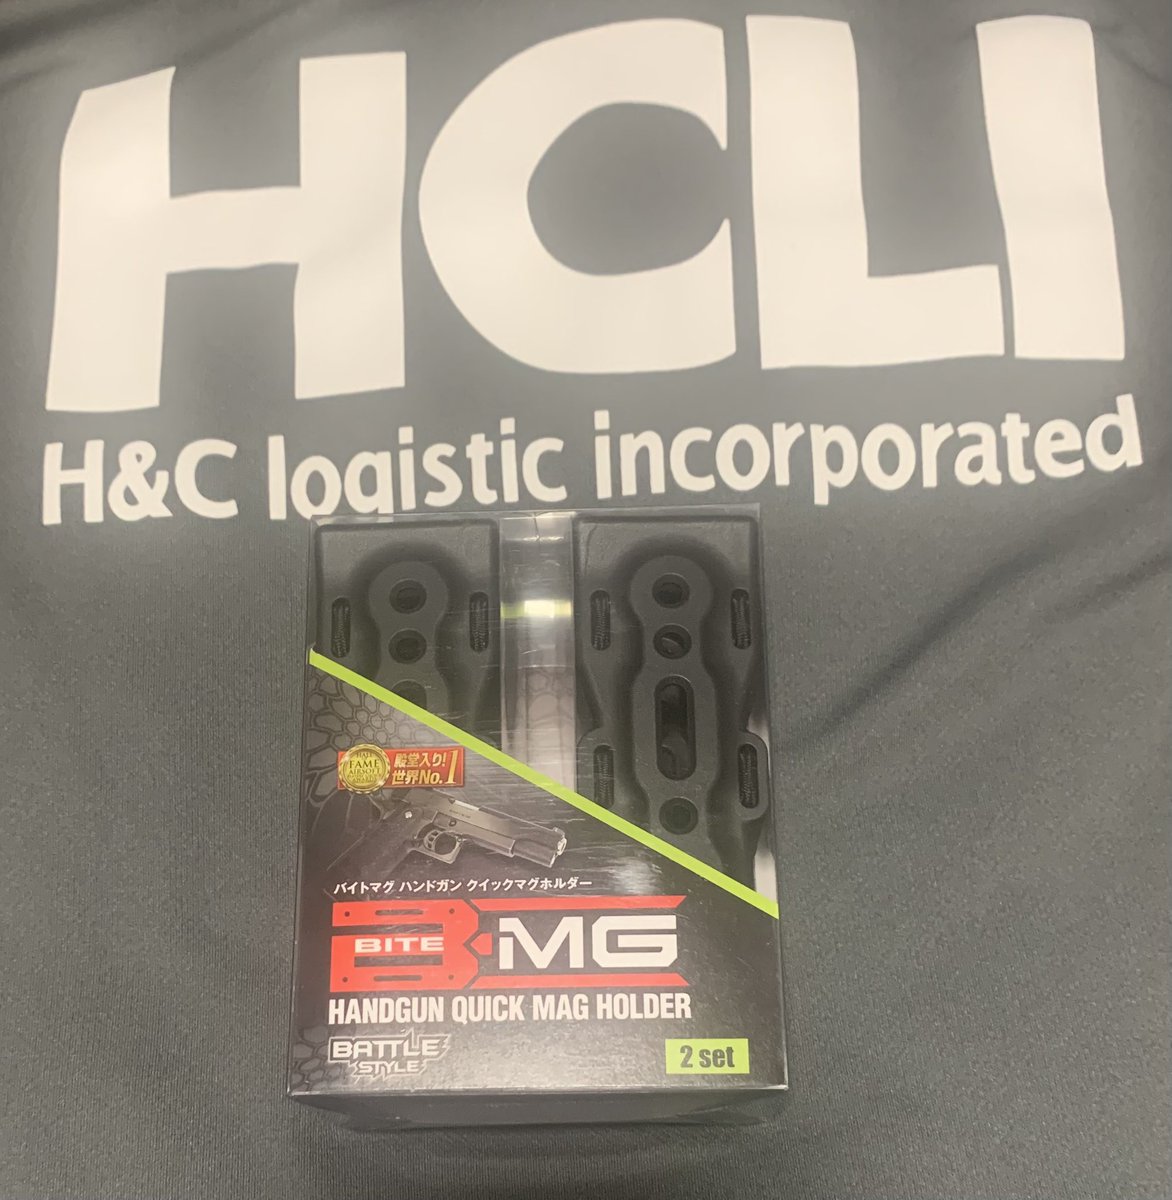 HCLI
H&C logistic incorporated
FAME
AIRSOFT
殿堂入り!
世界No.1
バイトマグ ハンドガン クイックマグホルダー
BITE
MG
HANDGUN QUICK MAG HOLDER
BATTLE
STYLE
2 set